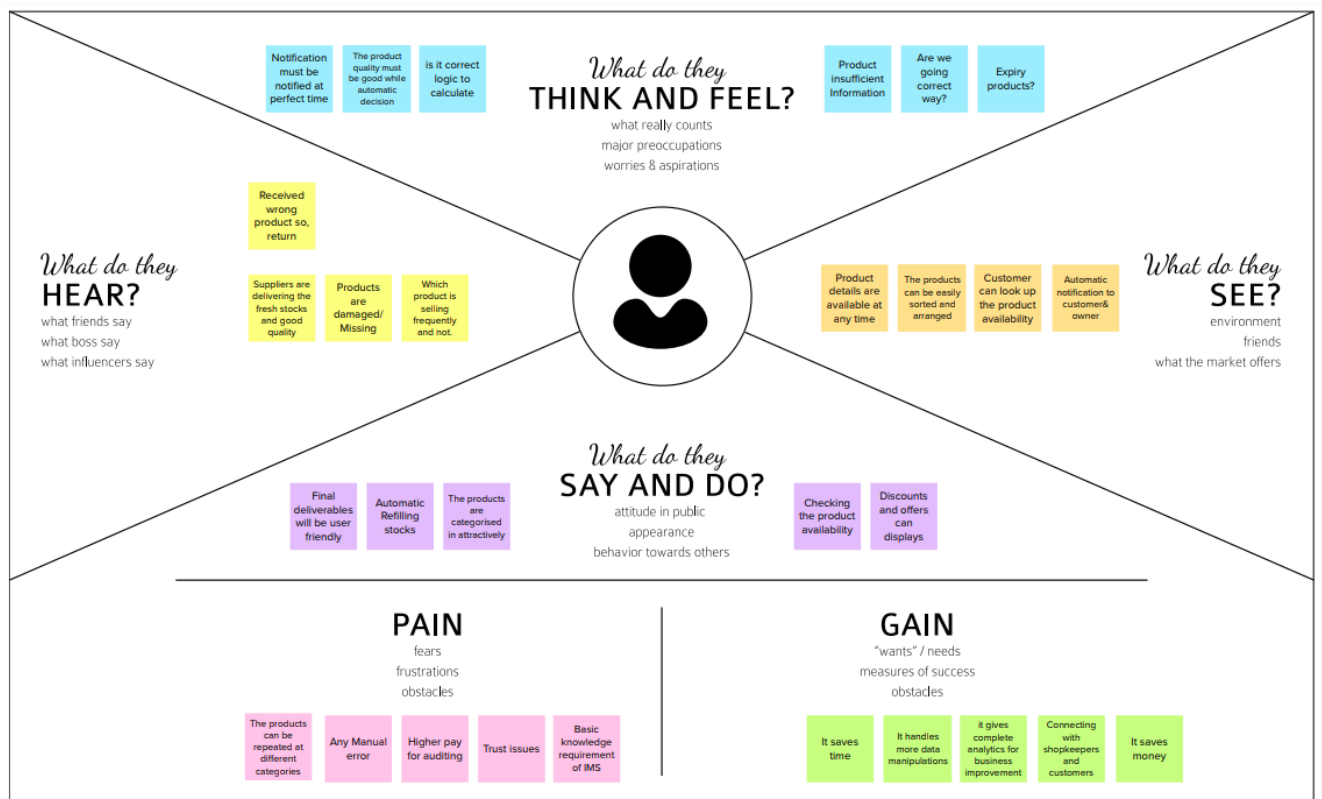 Notification
must be
notified at
perfect time
The product
quality must
be good while
automatic
decision
is it correct
logic to
calculate
What do they
THINK AND FEEL?
what really counts
major preoccupations
worries & aspirations
Product
insufficient
Information
Are we
going
correct
way?
Expiry
products?
What do they
HEAR?
what friends say
what boss say
what influencers say
Received
wrong
product so,
return
Suppliers are
delivering the
fresh stocks
and good
quality
Products
are
damaged/
Missing
Which
product is
selling
frequently
and not.
Product
details are
available at
any time
The products
can be easily
sorted and
arranged
Customer
can look up
the product
availability
Automatic
notification to
customer&
owner
What do they
SEE?
environment
friends
what the market offers
Final
deliverables
will be user
friendly
Automatic
Refilling
stocks
The products
are
categorised
in attractively
What do they
SAY AND DO?
attitude in public
appearance
behavior towards others
Checking
the product
availability
Discounts
and offers
can
displays
PAIN
fears
frustrations
obstacles
The products
can be
repeated at
different
categories
Any Manual
error
Higher pay
for auditing
Trust issues
Basic
knowledge
requirement
of IMS
GAIN
"wants" / needs
measures of success
obstacles
It saves
time
It handles
more data
manipulations
it gives
complete
analytics for
business
improvement
Connecting
with
shopkeepers
and
customers
It saves
money